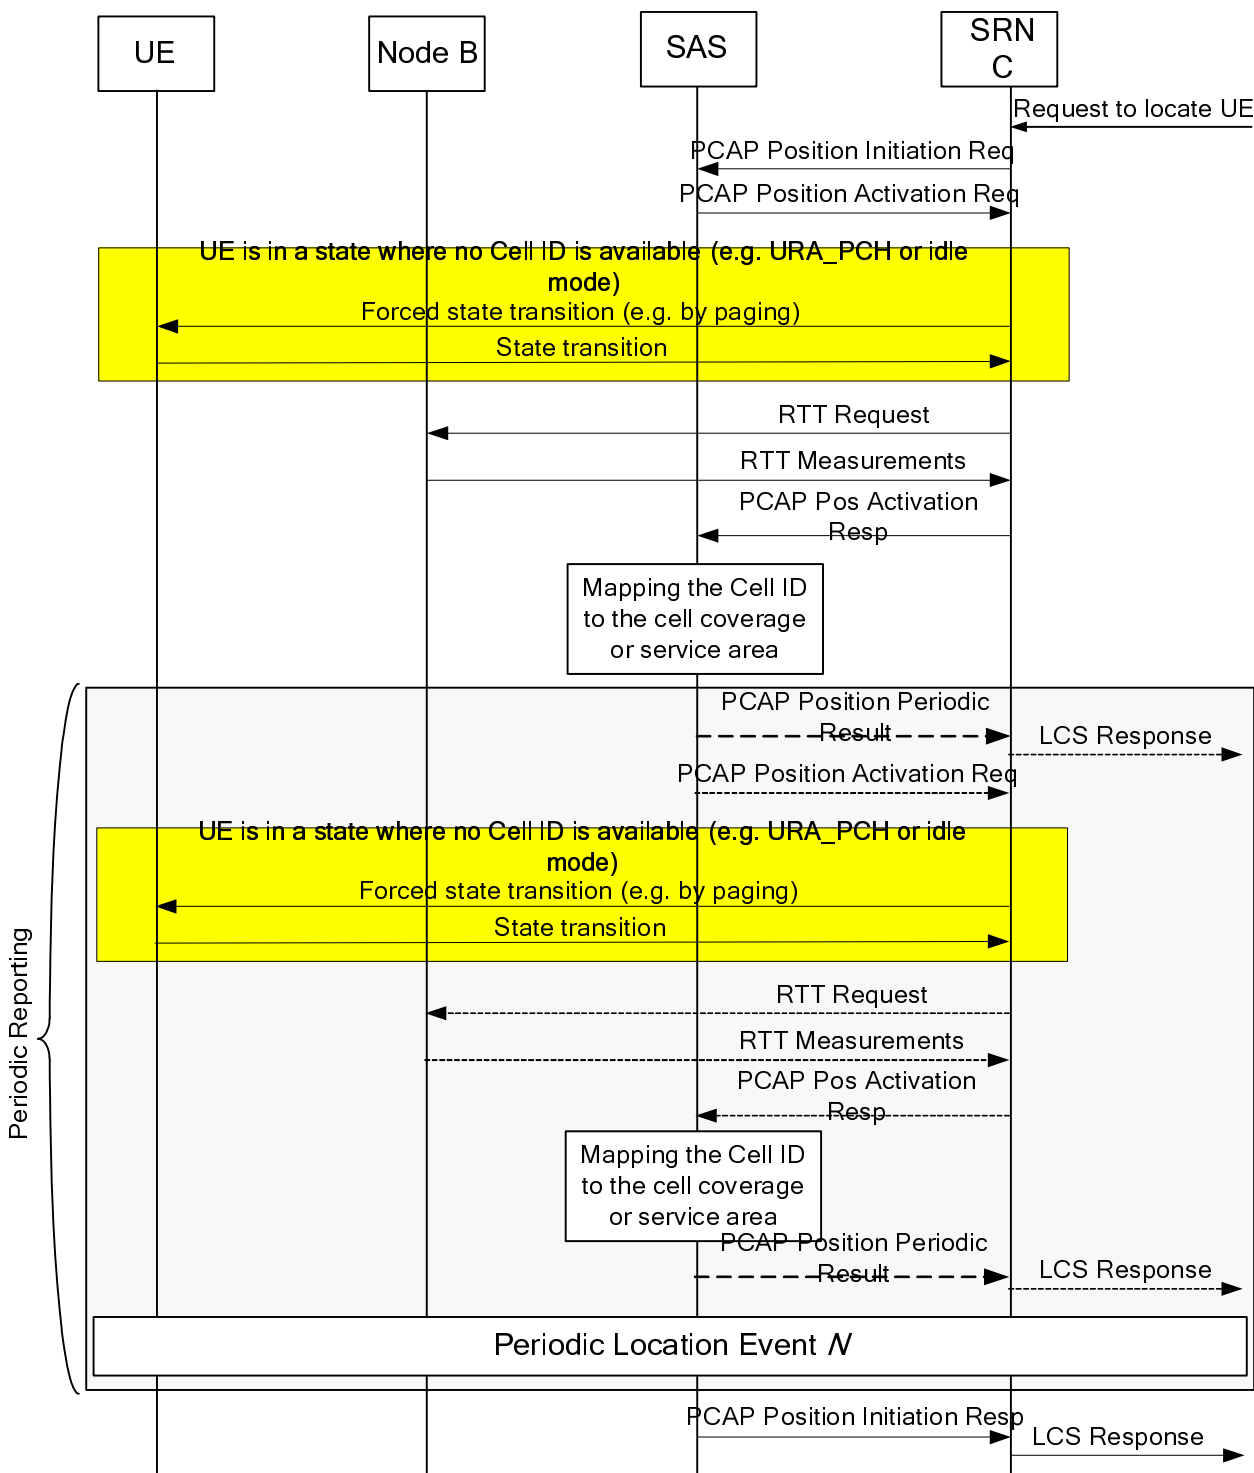 UE
Node B
SAS
SRN
C
Request to locate UE
PCAP Position Initiation Req
PCAP Position Activation Req
UE is in a state where no Cell ID is available (e.g. URA_PCH or idle
mode)
Forced state transition (e.g. by paging)
State transition
RTT Request
RTT Measurements
PCAP Pos Activation
Resp
Mapping the Cell ID
to the cell coverage
or service area
Periodic Reporting
PCAP Position Periodic
Result
LCS Response
PCAP Position Activation Req
UE is in a state where no Cell ID is available (e.g. URA_PCH or idle
mode)
Forced state transition (e.g. by paging)
State transition
RTT Request
RTT Measurements
PCAP Pos Activation
Resp
Mapping the Cell ID
to the cell coverage
or service area
PCAP Position Periodic
Result
LCS Response
Periodic Location Event N
PCAP Position Initiation Resp
LCS Response